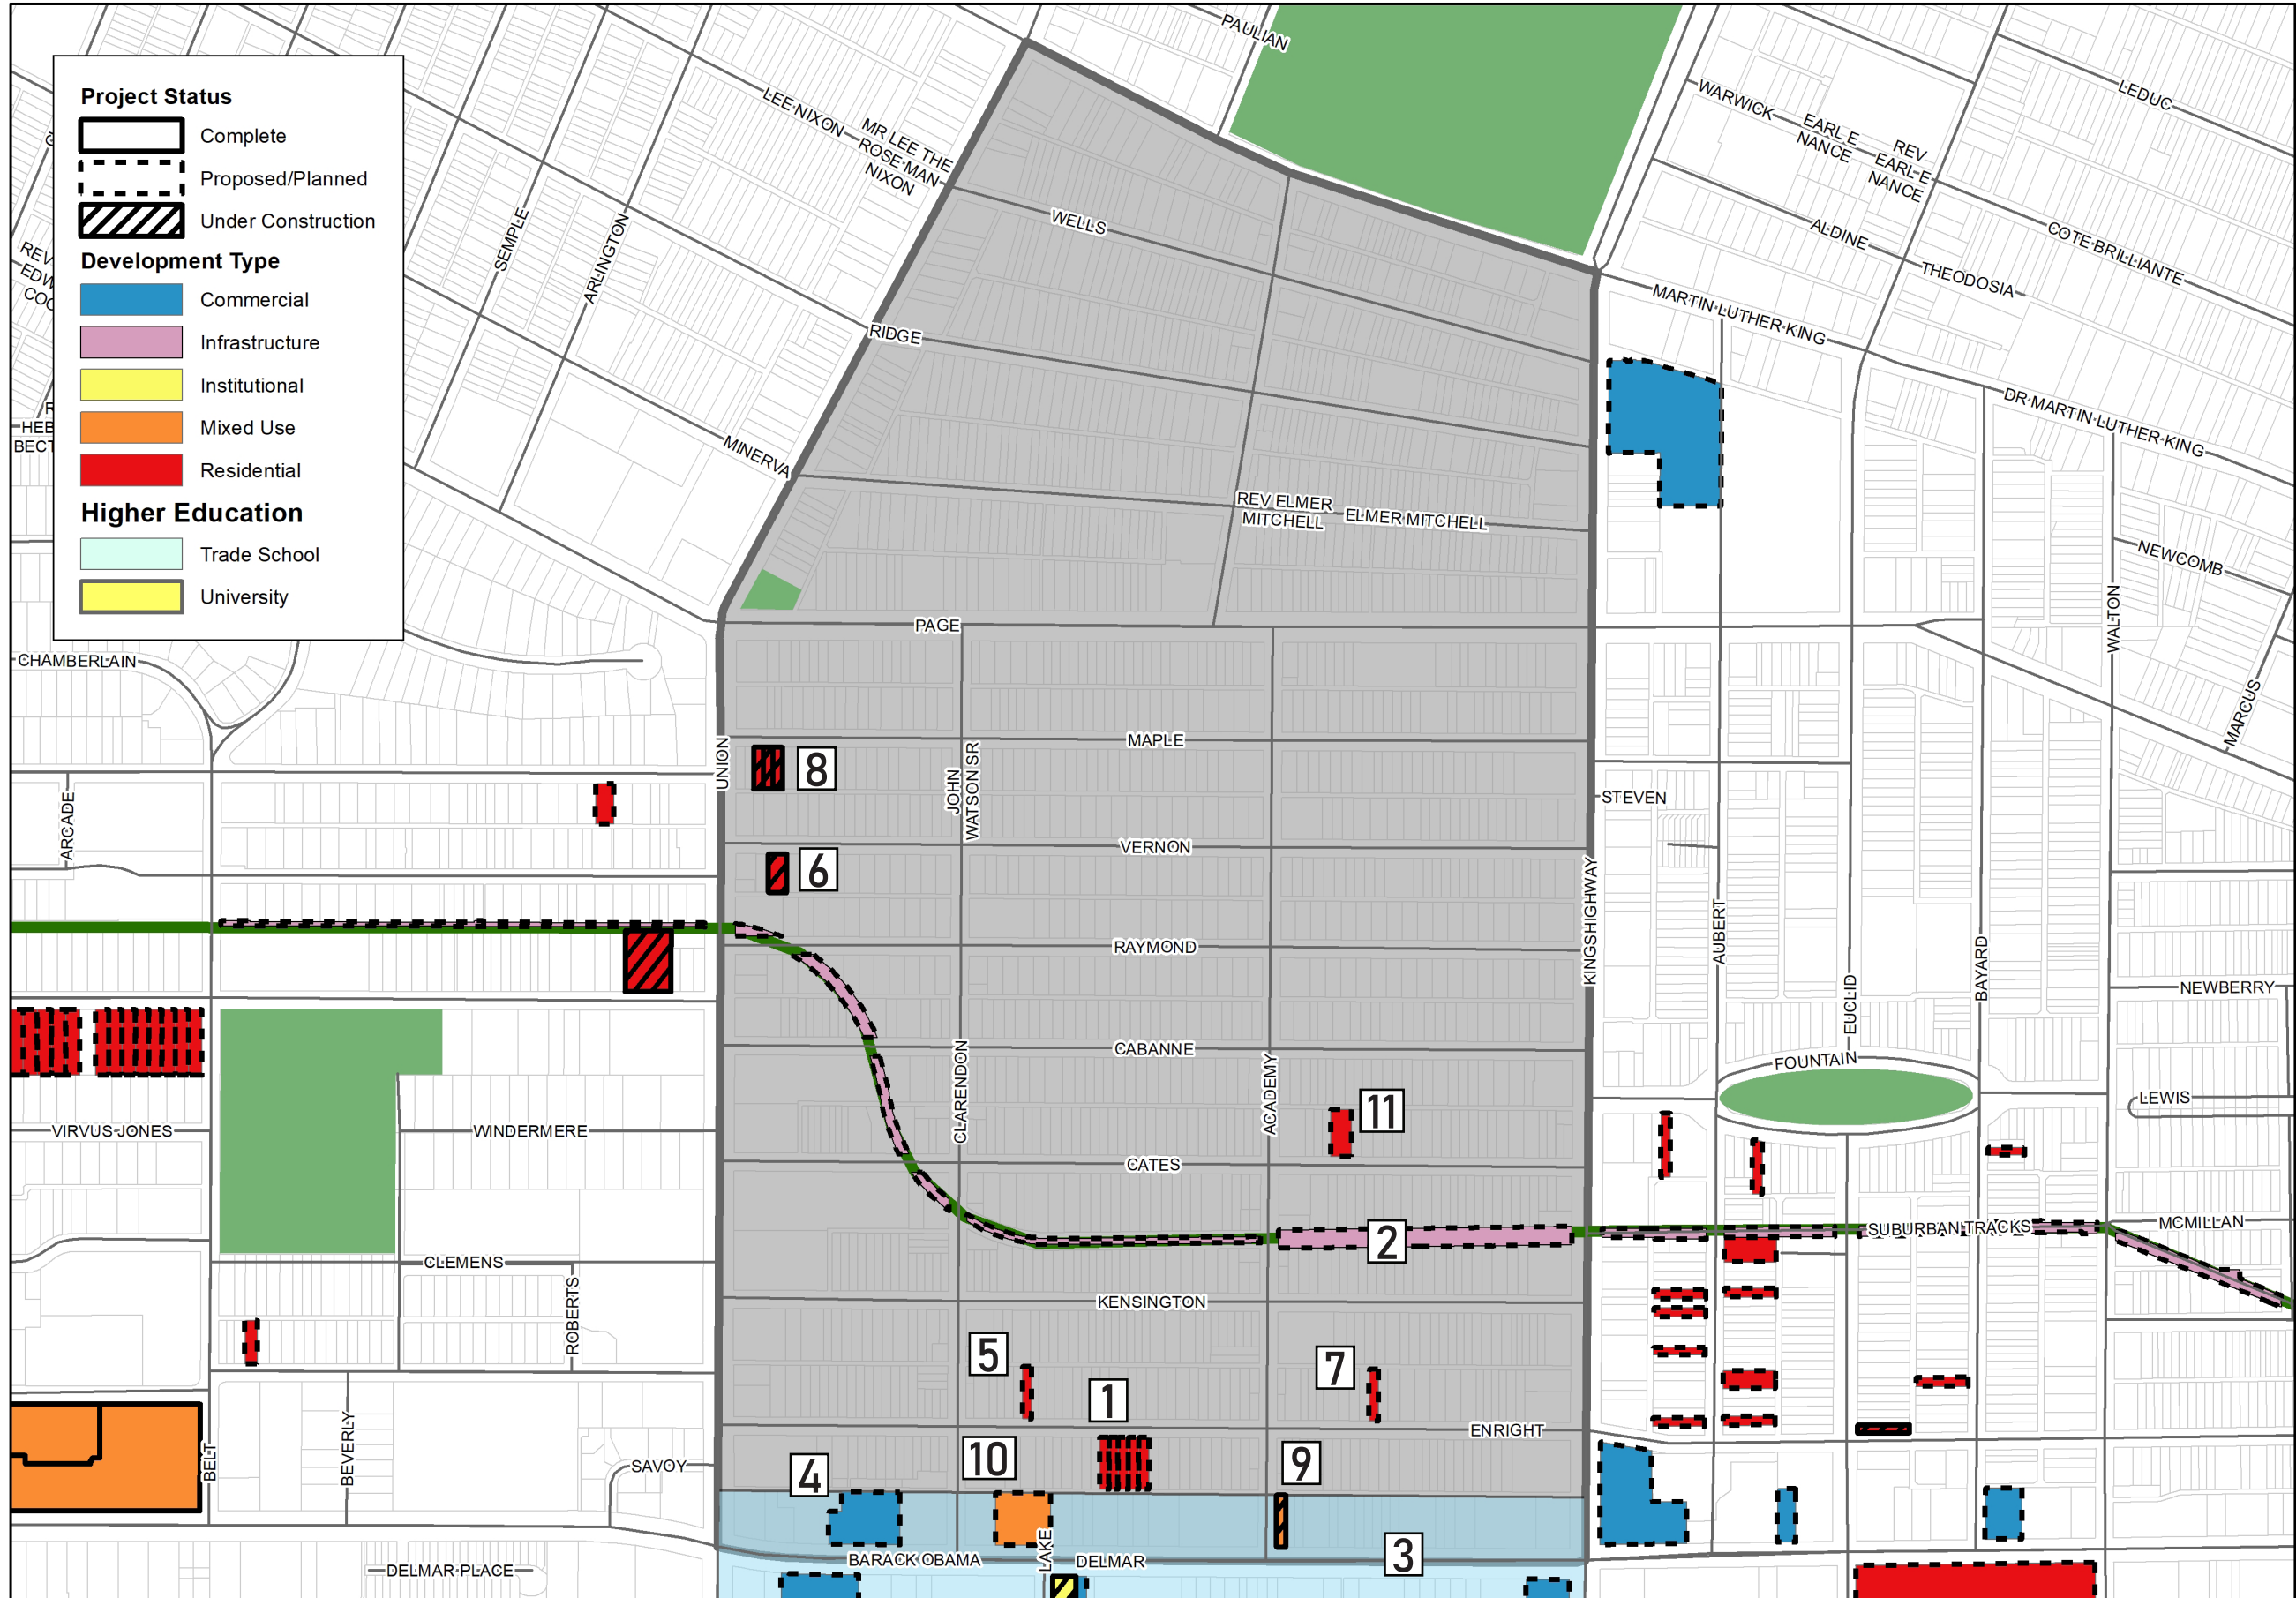 PAULIAN
LEDUC
WARWICK
EARL E
NANCE
REV
EARL E
NANCE
LEE NIXON
MR LEE THE
ROSE MAN
NIXON
Project Status
Complete
Proposed/Planned
Under Construction
Development Type
Commercial
Infrastructure
Institutional
Mixed Use
Residential
Higher Education
Trade School
University
REV
EDW
COC
HEB
BECT
SEMPLE
ARLINGTON
WELLS
ALDINE
COTE BRILLIANTE
THEODOSIA
MARTIN LUTHER KING
RIDGE
DR MARTIN LUTHER KING
MINERVA
REV ELMER
MITCHELL
ELMER MITCHELL
NEWCOMB
WALTON
PAGE
CHAMBERLAIN
MARCUS
MAPLE
UNION
8
JOHN
WATSON SR
STEVEN
ARCADE
VERNON
6
KINGSHIGHWAY
AUBERT
RAYMOND
BAYARD
EUCLID
NEWBERRY
CABANNE
CLARENDON
ACADEMY
FOUNTAIN
11
LEWIS
VIRVUS JONES
WINDERMERE
CATES
SUBURBAN TRACKS
MCMILLAN
2
CLEMENS
ROBERTS
KENSINGTON
5
7
1
ENRIGHT
BELT
BEVERLY
SAVOY
4
10
9
BARACK OBAMA
LAKE
DELMAR
3
DELMAR PLACE